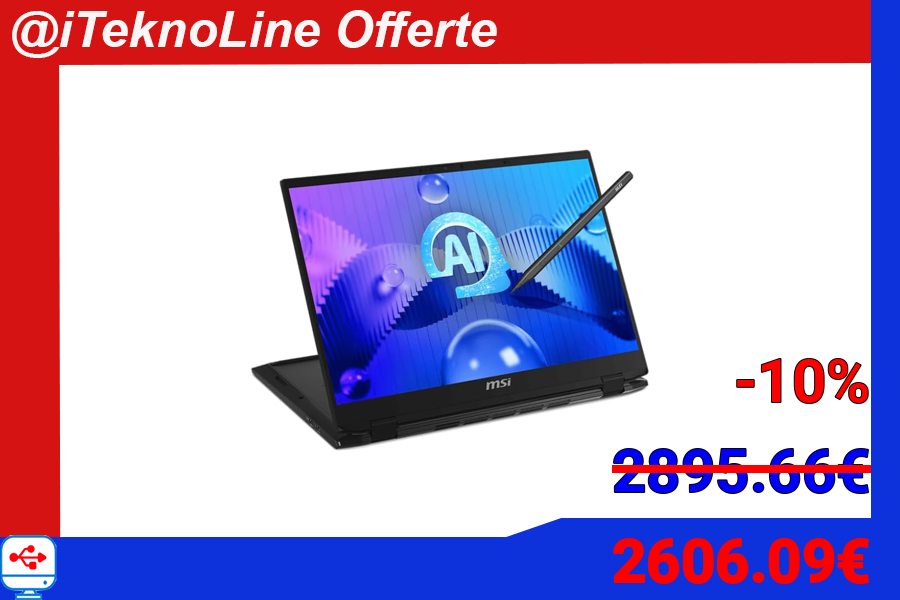 @iTeknoLine Offerte
AI
msi
-10%
2895.66€
2606.09€